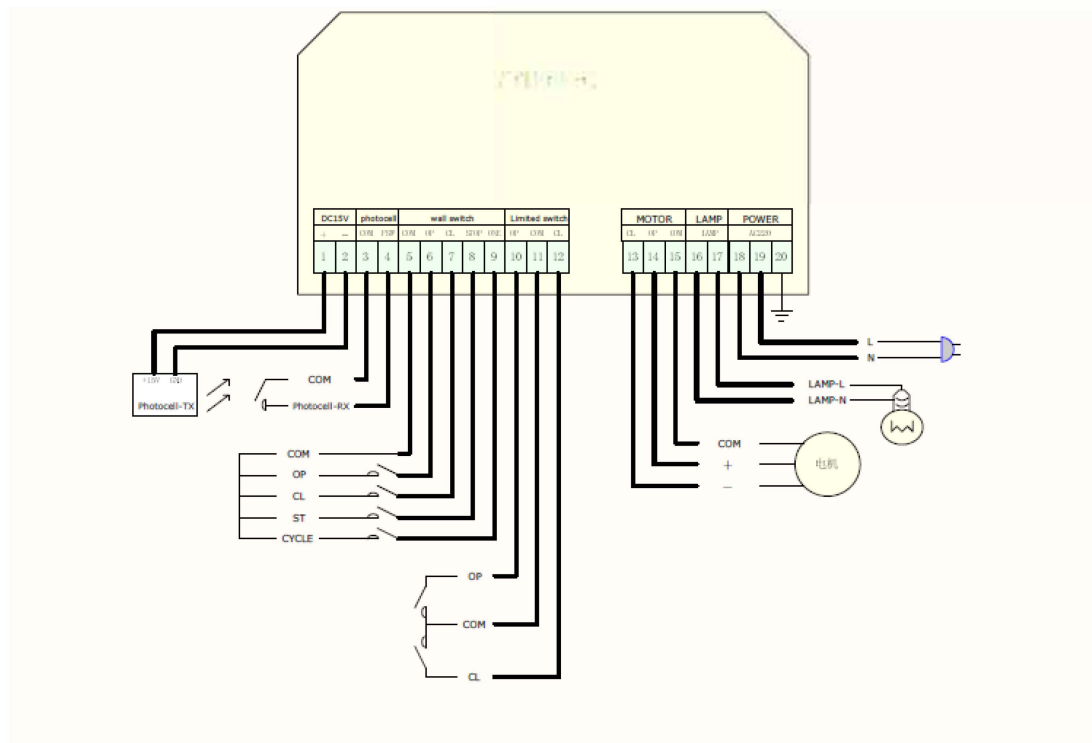 DC15V photocell wall switch Limited switch
MOTOR LAMP POWER
+ — COM COM OP CL STOP OP COM CL
CL OP COM LAMP AC220
1 2 3 4 5 6 7 8 9 10 11 12
13 14 15 16 17 18 19 20
L
N
+15V GND
Photocell-TX
COM
Photocell-RX
LAMP-L
LAMP-N
COM
OP
CL
ST
CYCLE
COM
+
—
电机
OP
COM
CL